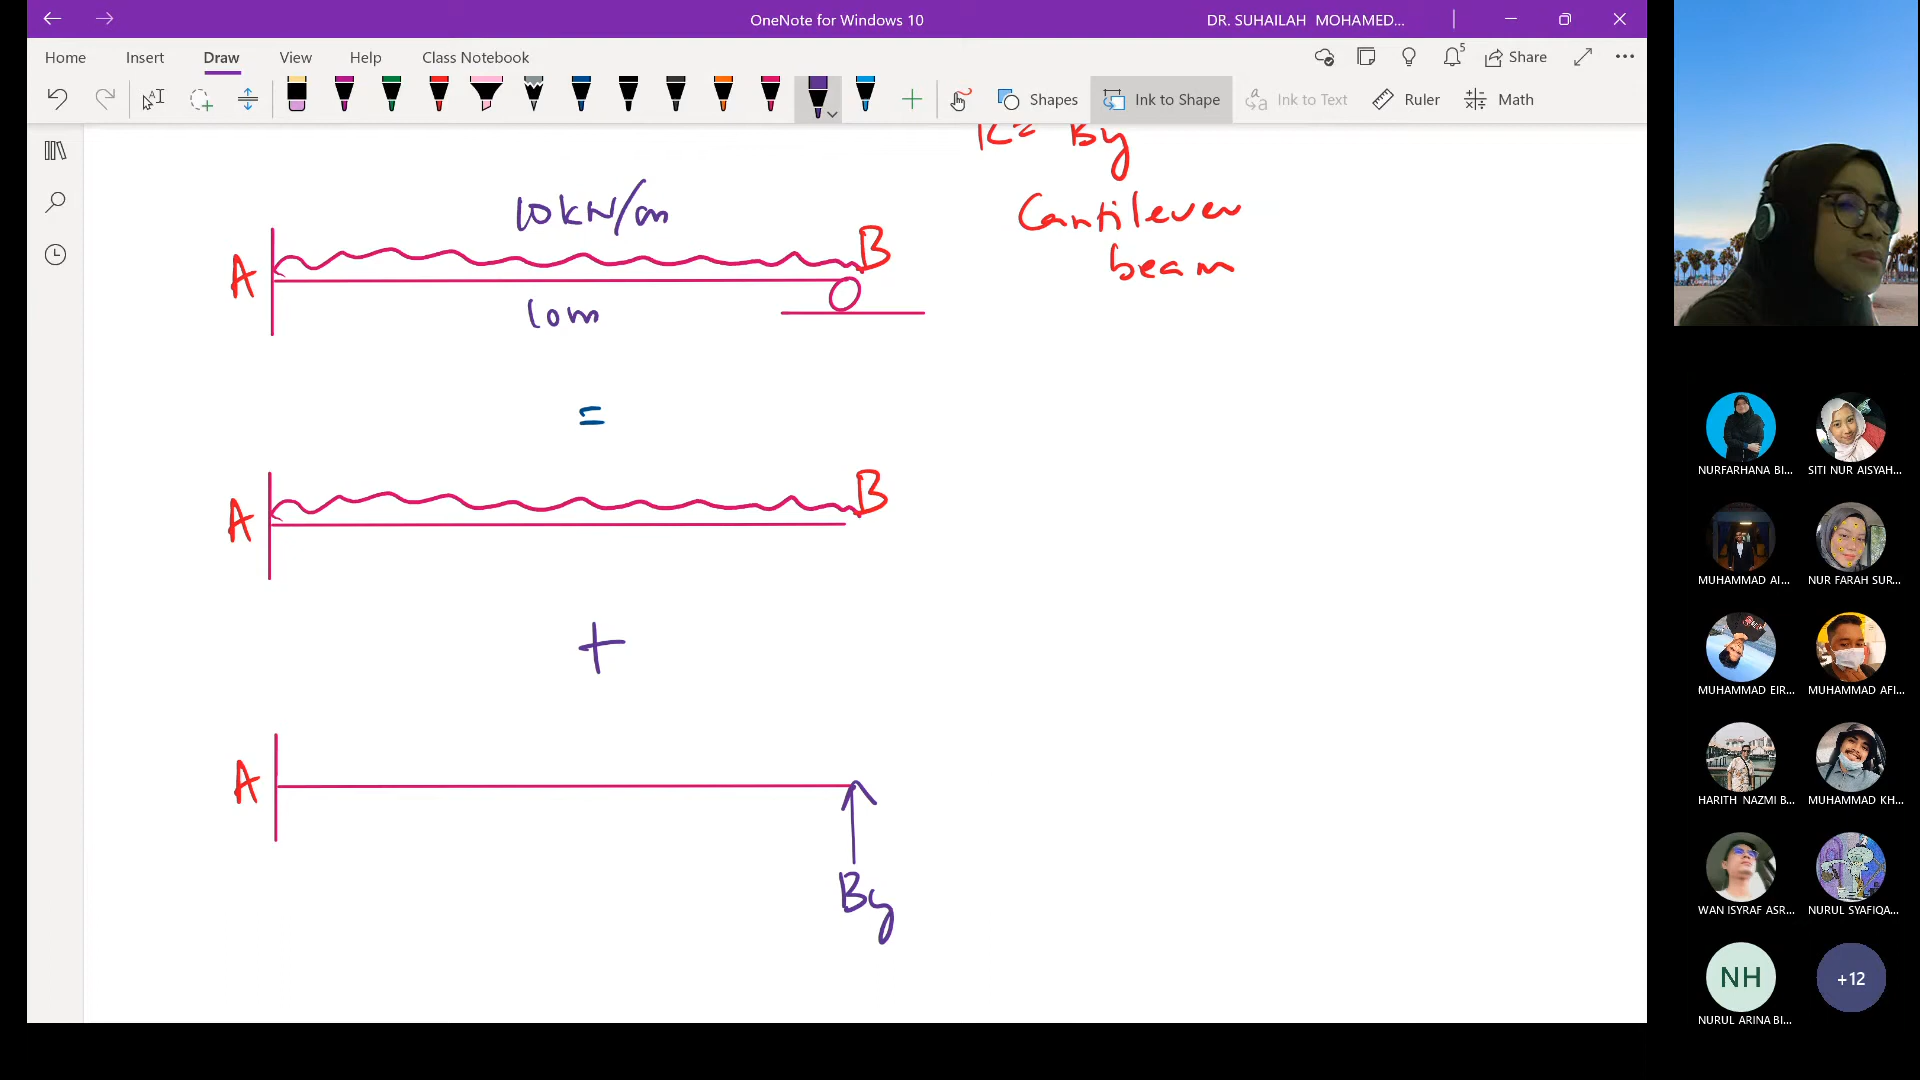 OneNote for Windows 10
DR. SUHAILAH MOHAMED...
Home Insert Draw View Help Class Notebook
5
Share
Shapes Ink to Shape Ink to Text Ruler Math
R= By
10kN/m
Cantilever
beam
A
B
10m
=
A
B
+
A
By
NURFARHANA BI...
SITI NUR AISYAH...
MUHAMMAD AI...
NUR FARAH SUR...
MUHAMMAD EIR...
MUHAMMAD AFI...
HARITH NAZMI B...
MUHAMMAD KH...
WAN ISYRAF ASR...
NURUL SYAFIQA...
NH
+12
NURUL ARINA BI...